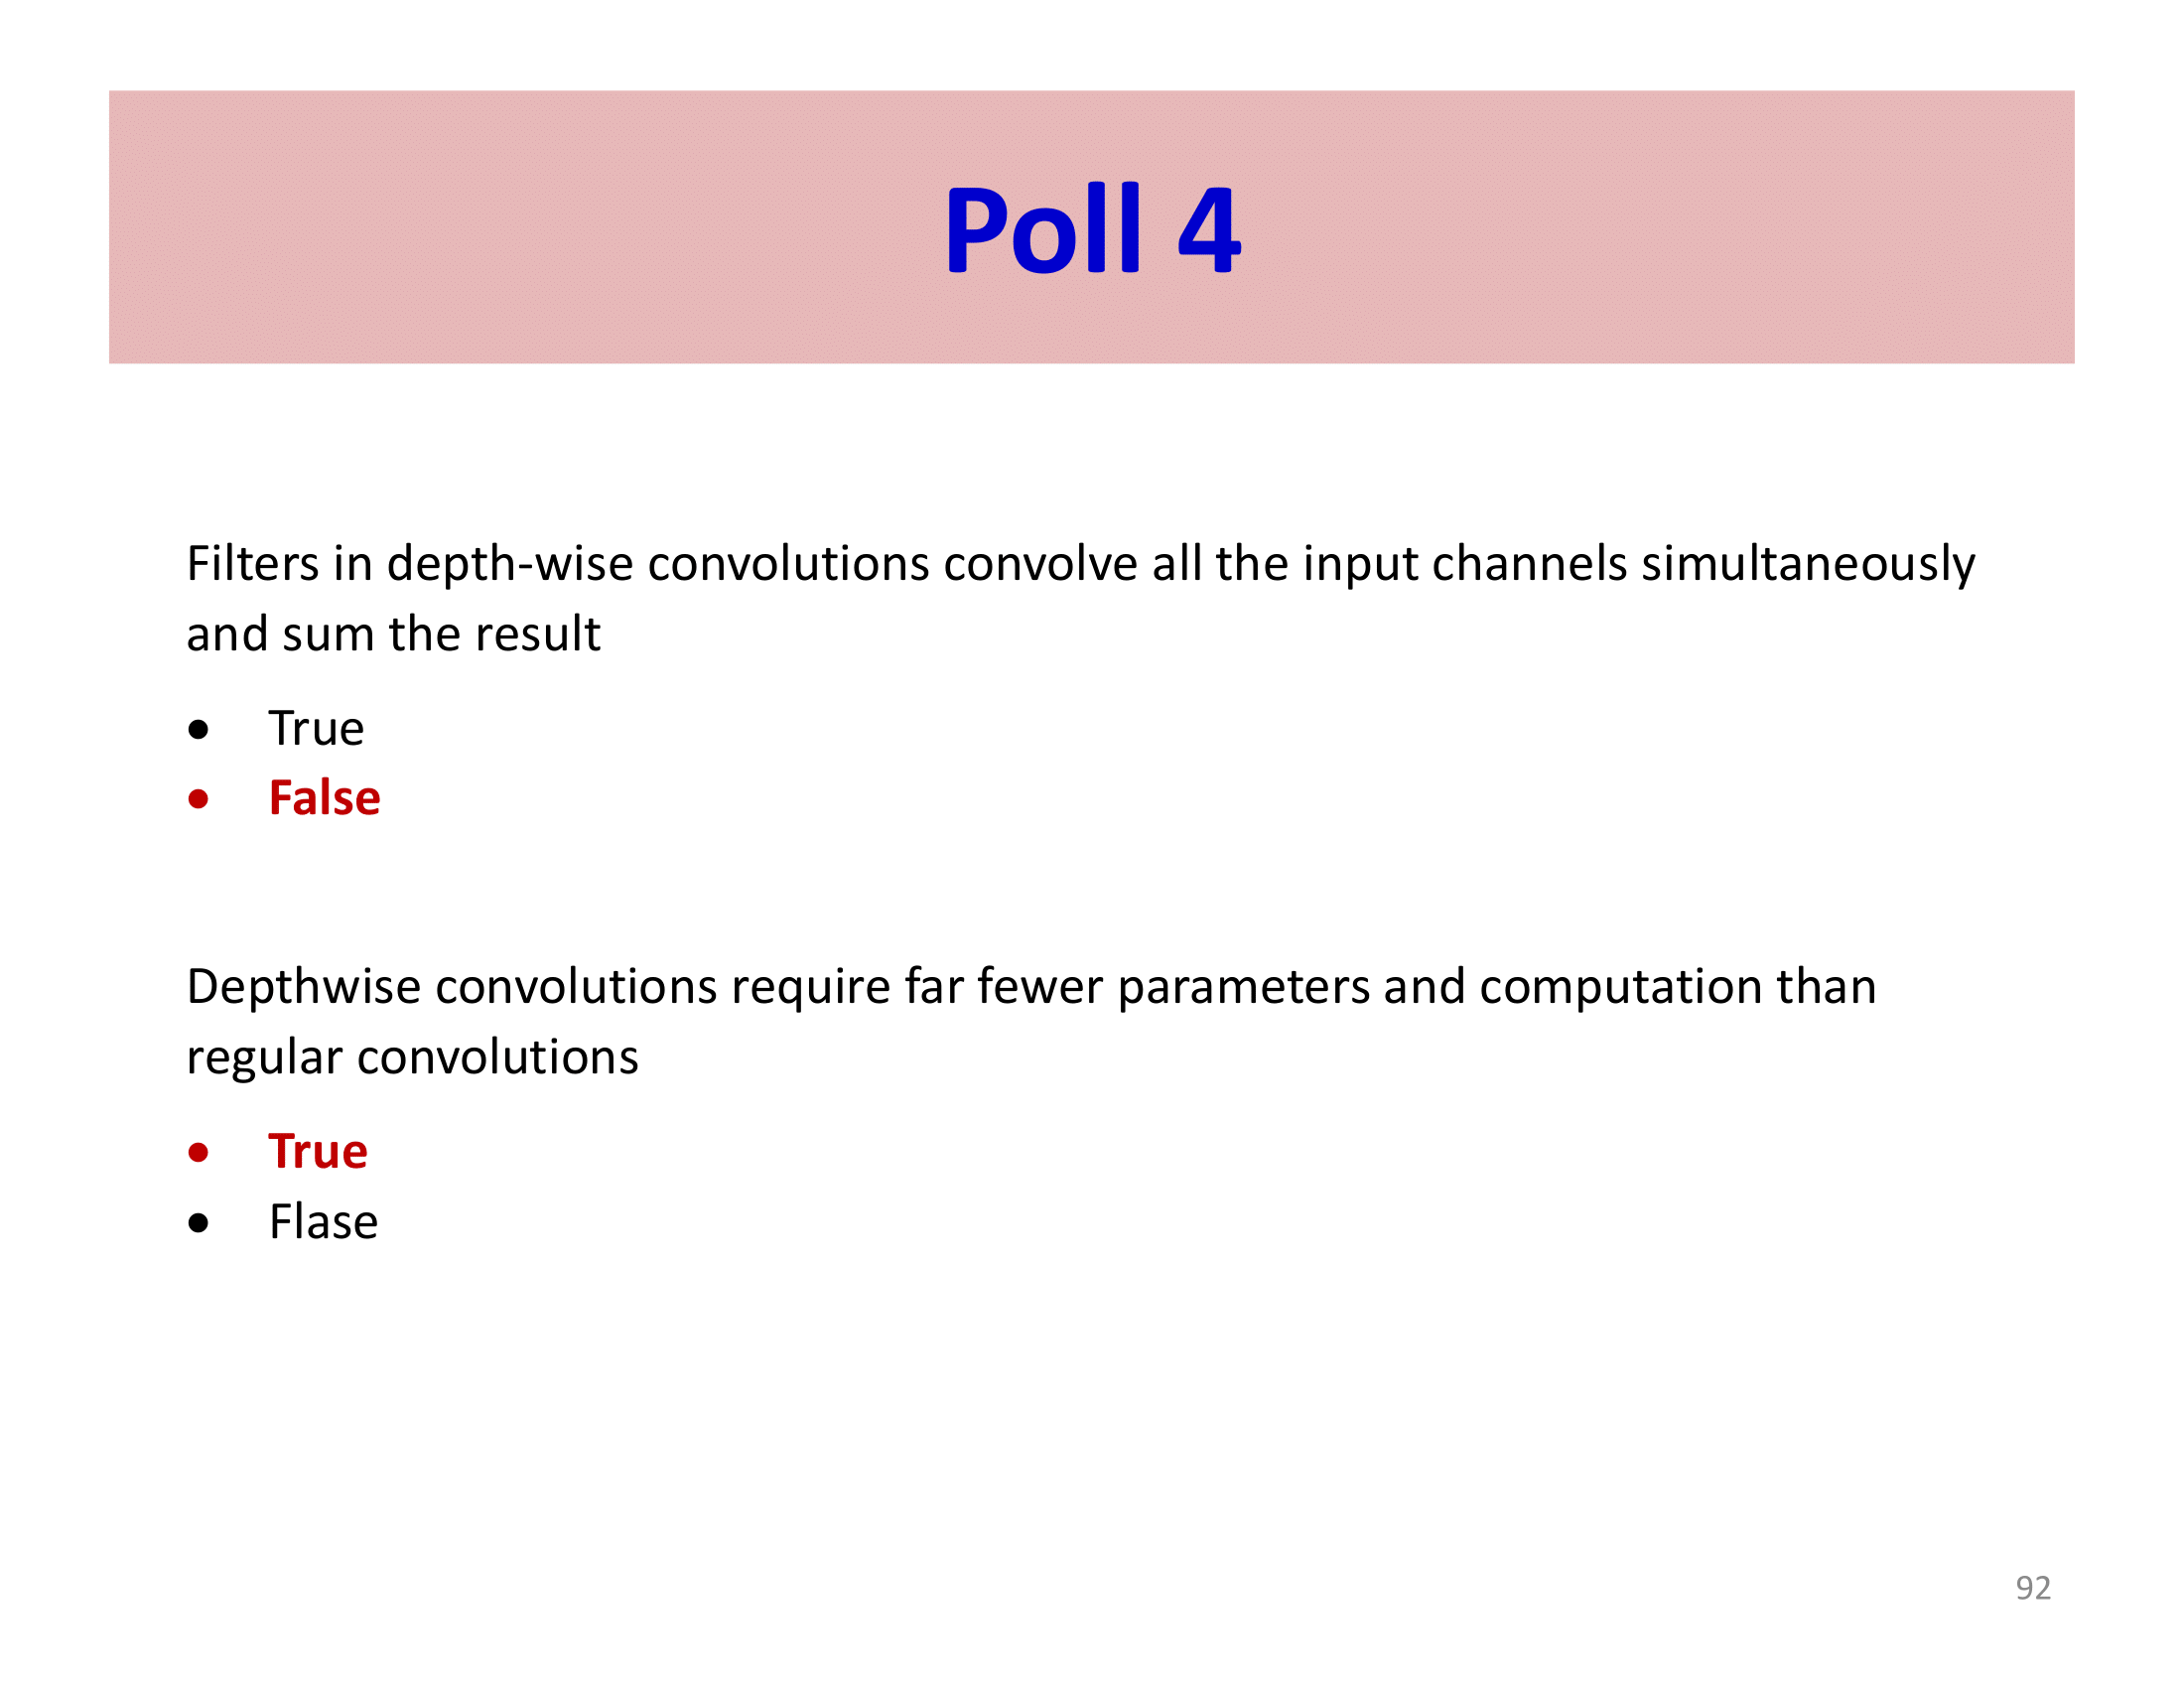 Poll 4
Filters in depth-wise convolutions convolve all the input channels simultaneously
and sum the result
• True
• False
Depthwise convolutions require far fewer parameters and computation than
regular convolutions
• True
• Flase
92